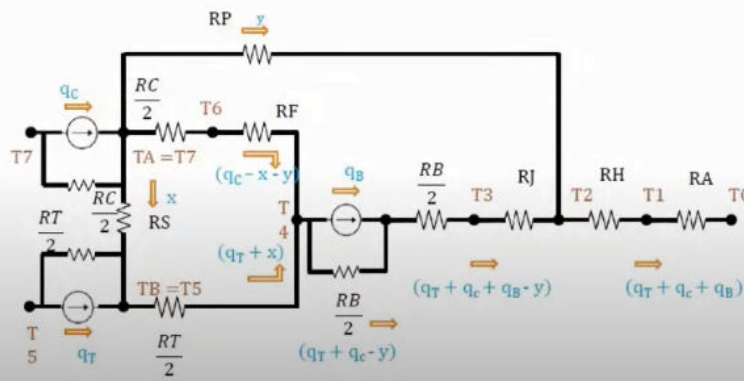 RP y
qC
RC/2
T6
RF
T7
TA = T7
(qC - x - y)
qB
RC/2
x
RS
RB/2
T3
RJ
T2
RH
T1
RA
RT/2
T
4
(qT + x)
TB = T5
T
5
qT
RT/2
RB/2
(qT + qc - y)
(qT + qc + qB - y)
(qT + qc + qB)